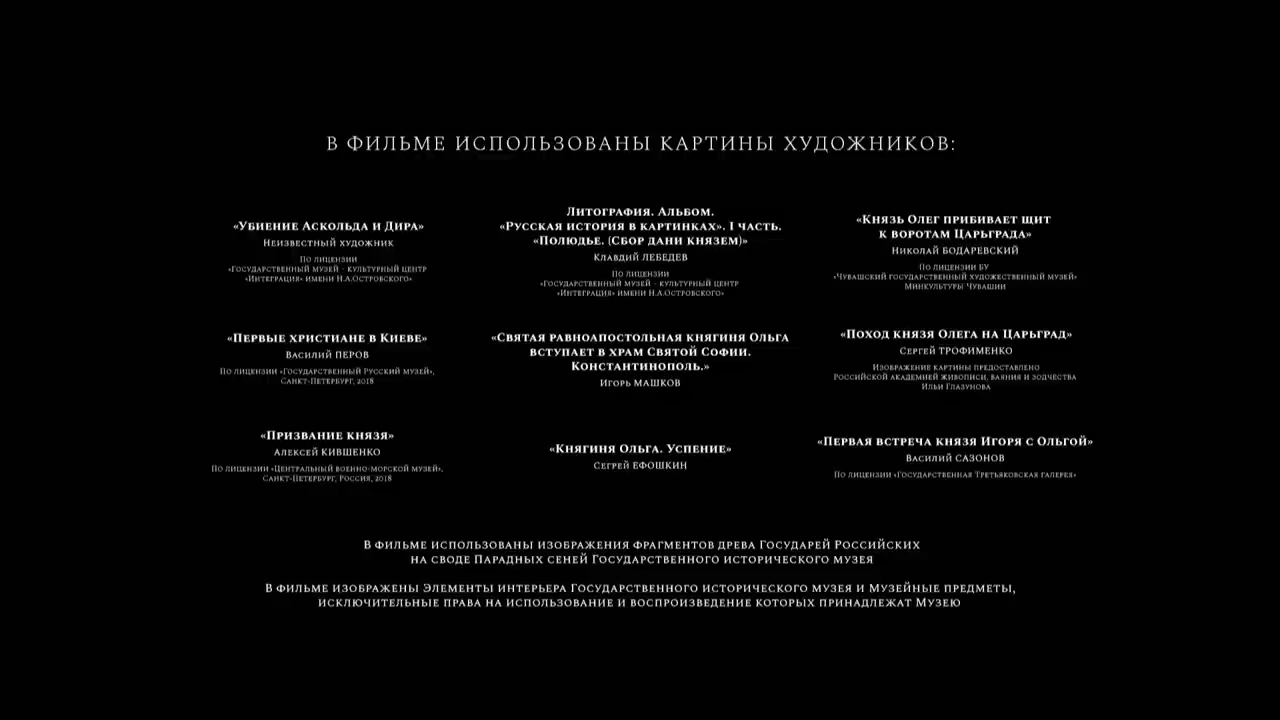 В ФИЛЬМЕ ИСПОЛЬЗОВАНЫ КАРТИНЫ ХУДОЖНИКОВ:
«Убиение Аскольда и Дира»
Неизвестный художник
По лицензии
«Государственный музей - культурный центр
«Интеграция» имени Н.А.Островского»
Литография. Альбом.
«Русская история в картинках». I часть.
«Полюдье. (Сбор дани князем)»
Клавдий ЛЕБЕДЕВ
По лицензии
«Государственный музей - культурный центр
«Интеграция» имени Н.А.Островского»
«Князь Олег прибивает щит
к воротам Царьграда»
Николай БОДАРЕВСКИЙ
По лицензии БУ
«Чувашский государственный художественный музей»
Минкультуры Чувашии
«Первые христиане в Киеве»
Василий ПЕРОВ
По лицензии «Государственный Русский музей»,
Санкт-Петербург, 2018
«Святая равноапостольная княгиня Ольга
вступает в храм Святой Софии.
Константинополь.»
Игорь МАШКОВ
«Поход князя Олега на Царьград»
Сергей ТРОФИМЕНКО
Изображение картины предоставлено
Российской академией живописи, ваяния и зодчества
Ильи Глазунова
«Призвание князя»
Алексей КИВШЕНКО
По лицензии «Центральный военно-морской музей»,
Санкт-Петербург, Россия, 2018
«Княгиня Ольга. Успение»
Сегрей ЕФОШКИН
«Первая встреча князя Игоря с Ольгой»
Василий САЗОНОВ
По лицензии «Государственная Третьяковская галерея»
В фильме использованы изображения фрагментов древа Государей Российских
на своде Парадных сеней Государственного исторического музея
В фильме изображены Элементы интерьера Государственного исторического музея и Музейные предметы,
исключительные права на использование и воспроизведение которых принадлежат Музею